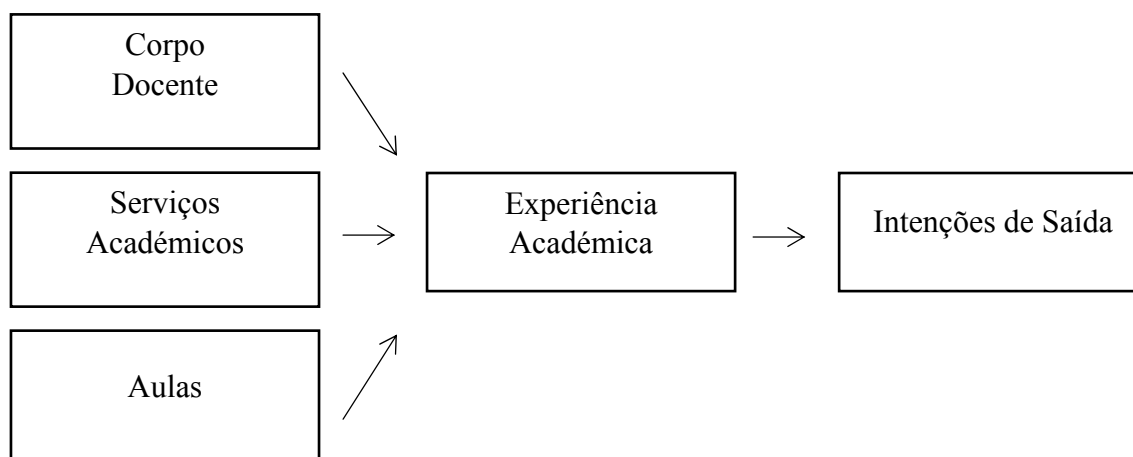 Corpo
Docente
Serviços
Académicos
Aulas
Experiência
Académica
Intenções de Saída